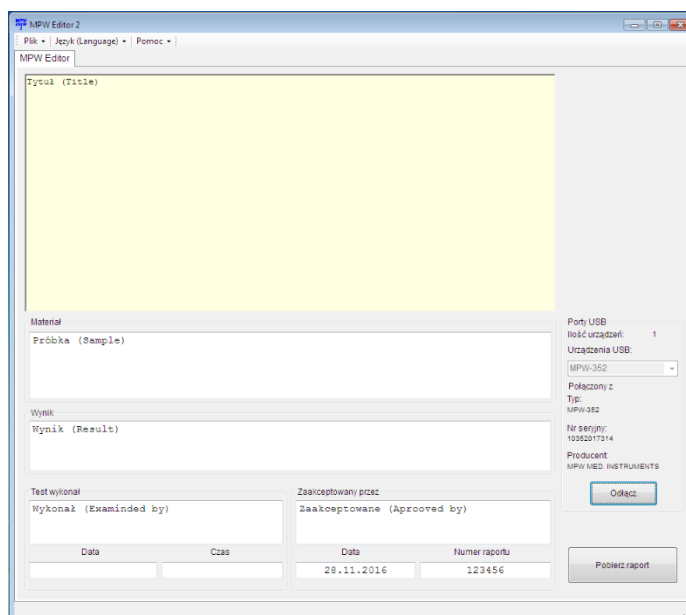 MPW Editor 2
Plik Język (Language) Pomoc
MPW Editor
Tytuł (Title)
Materiał
Próbka (Sample)
Wynik
Wynik (Result)
Test wykonał
Wykonał (Examinded by)
Data Czas
Zaakceptowany przez
Zaakceptowane (Aprooved by)
Data Numer raportu
28.11.2016 123456
Porty USB
Ilość urządzeń: 1
Urządzenia USB:
MPW-352
Połączony z
Typ:
MPW-352
Nr seryjny:
10352017314
Producent:
MPW MED. INSTRUMENTS
Odłącz
Pobierz raport